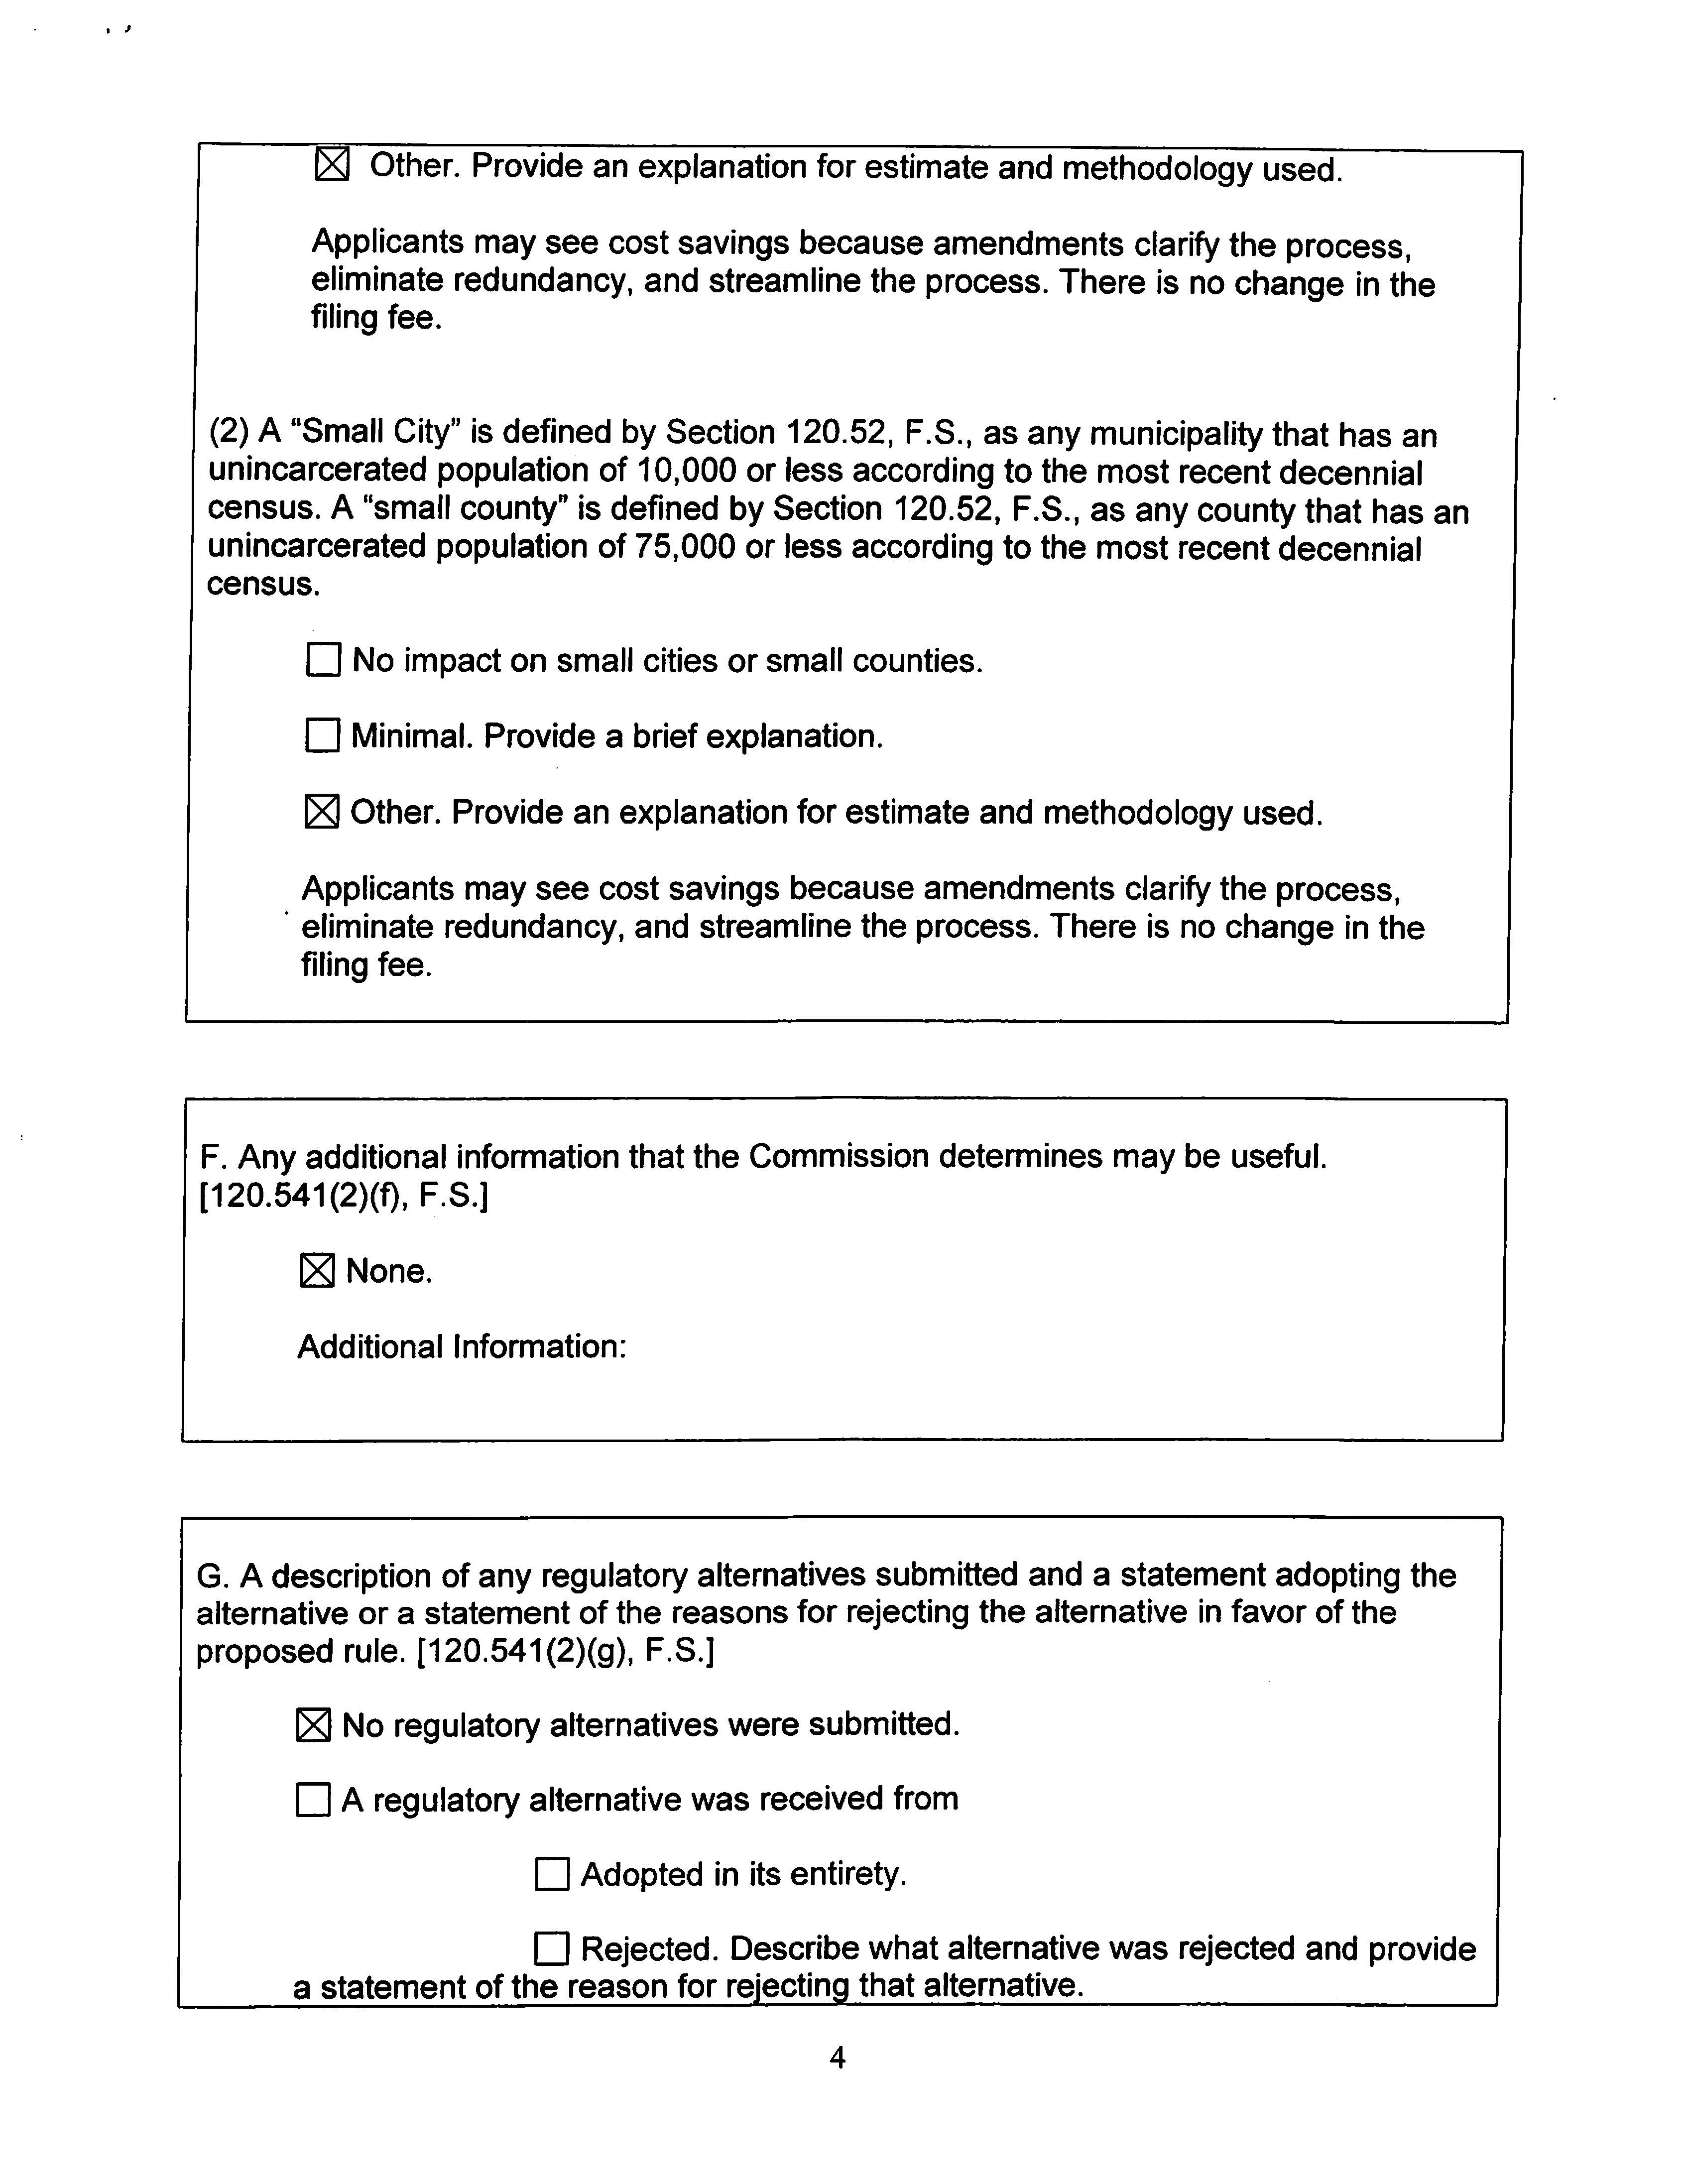 ☒ Other. Provide an explanation for estimate and methodology used.
Applicants may see cost savings because amendments clarify the process,
eliminate redundancy, and streamline the process. There is no change in the
filing fee.
(2) A “Small City” is defined by Section 120.52, F.S., as any municipality that has an
unincarcerated population of 10,000 or less according to the most recent decennial
census. A “small county” is defined by Section 120.52, F.S., as any county that has an
unincarcerated population of 75,000 or less according to the most recent decennial
census.
☐ No impact on small cities or small counties.
☐ Minimal. Provide a brief explanation.
☒ Other. Provide an explanation for estimate and methodology used.
Applicants may see cost savings because amendments clarify the process,
eliminate redundancy, and streamline the process. There is no change in the
filing fee.
F. Any additional information that the Commission determines may be useful.
[120.541(2)(f), F.S.]
☒ None.
Additional Information:
G. A description of any regulatory alternatives submitted and a statement adopting the
alternative or a statement of the reasons for rejecting the alternative in favor of the
proposed rule. [120.541(2)(g), F.S.]
☒ No regulatory alternatives were submitted.
☐ A regulatory alternative was received from
☐ Adopted in its entirety.
☐ Rejected. Describe what alternative was rejected and provide
a statement of the reason for rejecting that alternative.
4